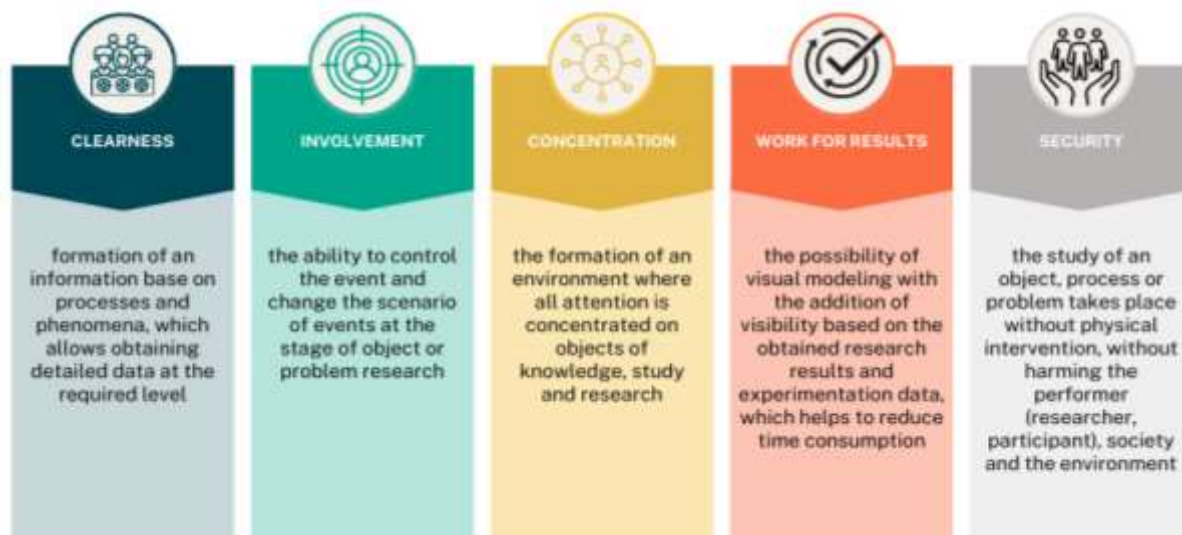 CLEARNESS
formation of an
information base on
processes and
phenomena, which
allows obtaining
detailed data at the
required level
INVOLVEMENT
the ability to control
the event and
change the scenario
of events at the
stage of object or
problem research
CONCENTRATION
the formation of an
environment where
all attention is
concentrated on
objects of
knowledge, study
and research
WORK FOR RESULTS
the possibility of
visual modeling with
the addition of
visibility based on the
obtained research
results and
experimentation data,
which helps to reduce
time consumption
SECURITY
the study of an
object, process or
problem takes place
without physical
intervention, without
harming the
performer
(researcher,
participant), society
and the environment